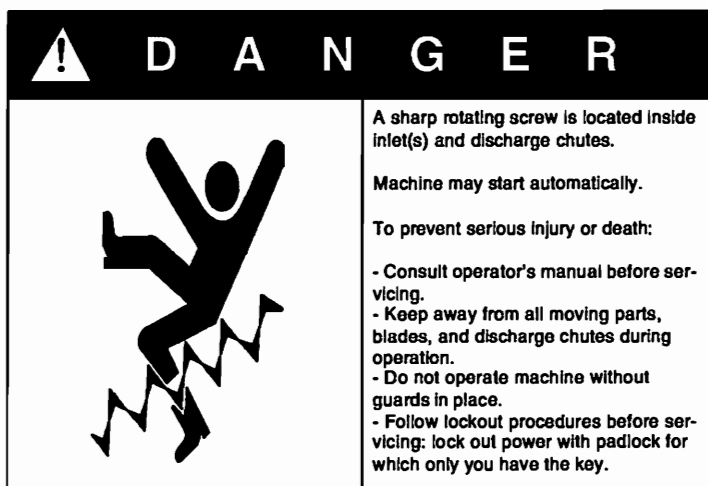 ! D A N G E R
A sharp rotating screw is located inside
inlet(s) and discharge chutes.
Machine may start automatically.
To prevent serious injury or death:
- Consult operator's manual before ser-
vicing.
- Keep away from all moving parts,
blades, and discharge chutes during
operation.
- Do not operate machine without
guards in place.
- Follow lockout procedures before ser-
vicing: lock out power with padlock for
which only you have the key.